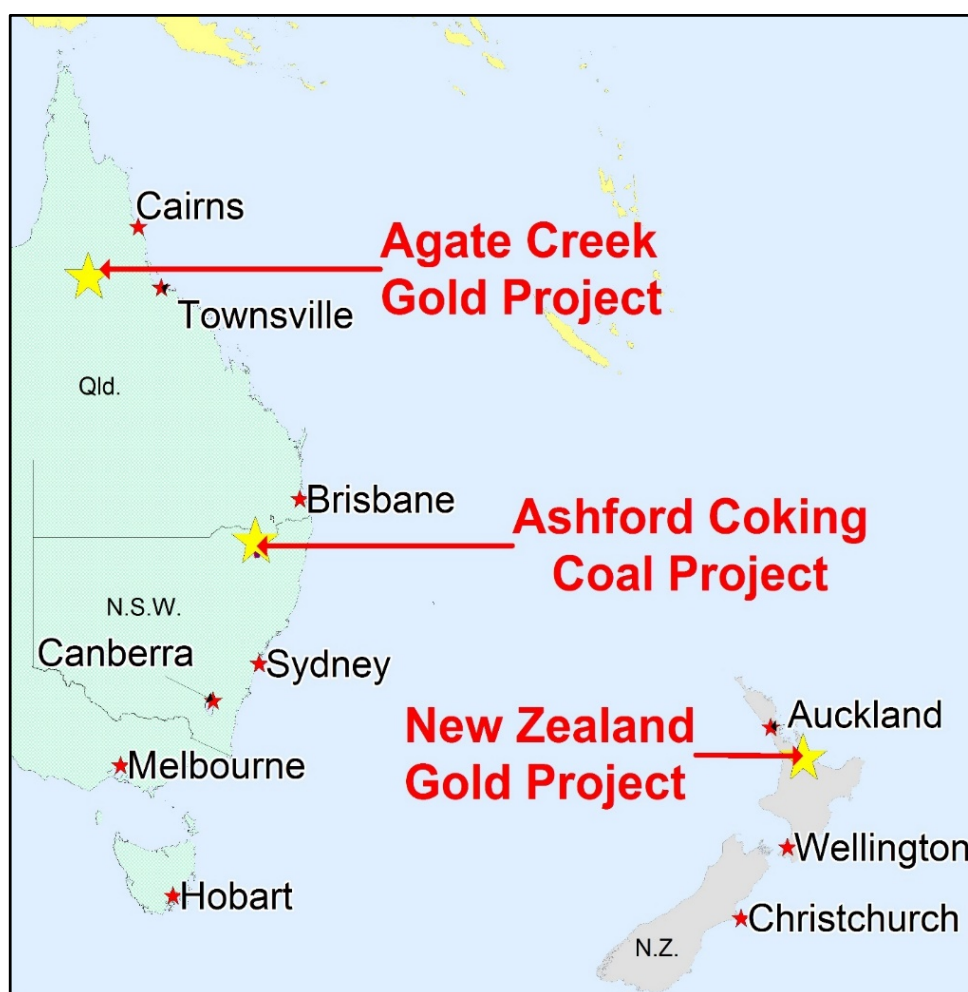 Cairns
Agate Creek
Gold Project
Townsville
Qld.
Brisbane
Ashford Coking
Coal Project
N.S.W.
Canberra
Sydney
New Zealand
Gold Project
Auckland
Melbourne
Wellington
Hobart
Christchurch
N.Z.